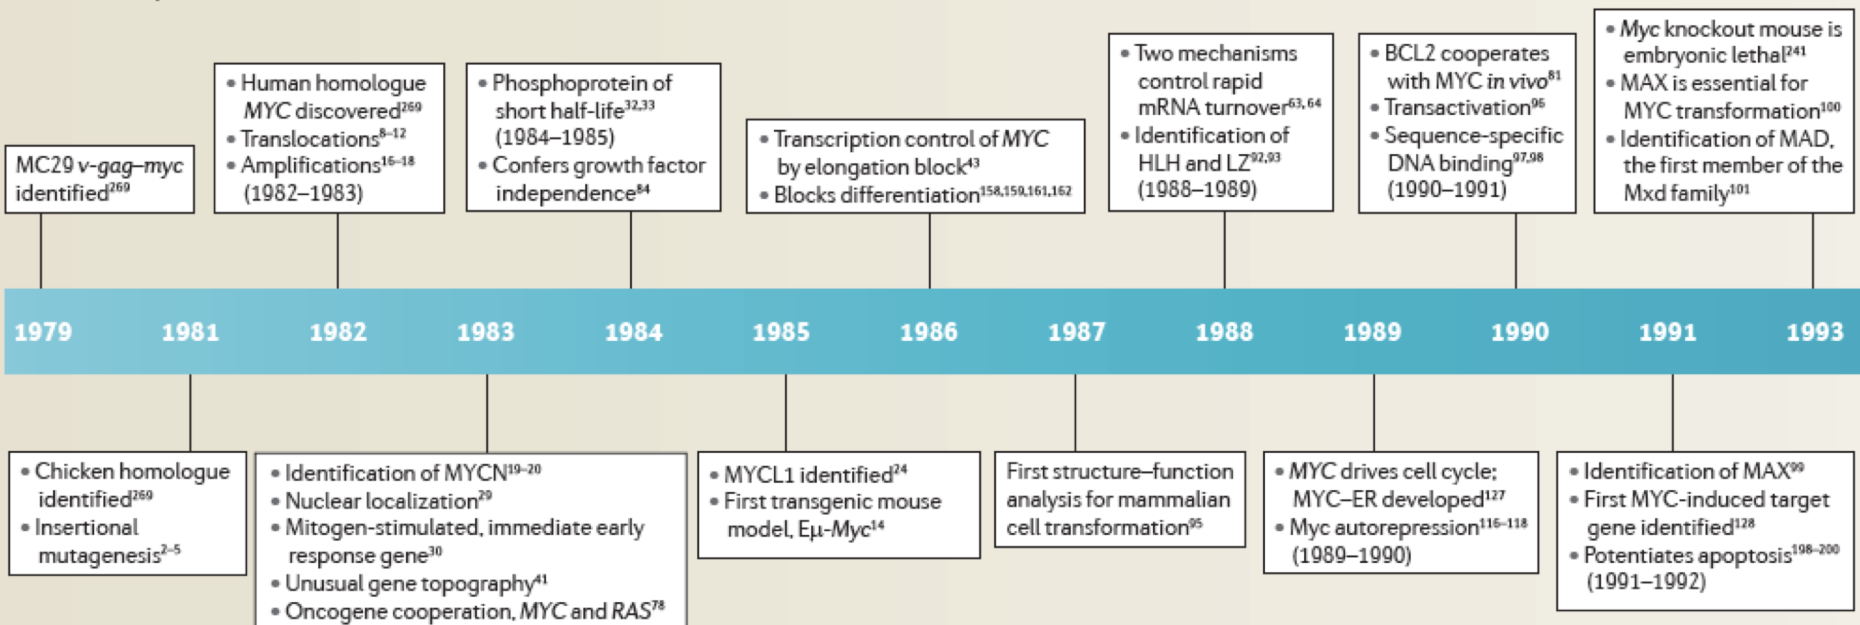 MC29 v-gag–myc
identified²⁶⁹
• Human homologue
MYC discovered²⁶⁹
• Translocations⁸⁻¹²
• Amplifications¹⁶⁻¹⁸
(1982–1983)
• Phosphoprotein of
short half-life³²,³³
(1984–1985)
• Confers growth factor
independence⁸⁴
• Transcription control of MYC
by elongation block⁴³
• Blocks differentiation¹⁵⁸,¹⁵⁹,¹⁶¹,¹⁶²
• Two mechanisms
control rapid
mRNA turnover⁶³,⁶⁴
• Identification of
HLH and LZ⁹²,⁹³
(1988–1989)
• BCL2 cooperates
with MYC in vivo⁸¹
• Transactivation⁹⁶
• Sequence-specific
DNA binding⁹⁷,⁹⁸
(1990–1991)
• Myc knockout mouse is
embryonic lethal²⁴¹
• MAX is essential for
MYC transformation¹⁰⁰
• Identification of MAD,
the first member of the
Mxd family¹⁰¹
1979 1981 1982 1983 1984 1985 1986 1987 1988 1989 1990 1991 1993
• Chicken homologue
identified²⁶⁹
• Insertional
mutagenesis²⁻⁵
• Identification of MYCN¹⁹⁻²⁰
• Nuclear localization²⁹
• Mitogen-stimulated, immediate early
response gene³⁰
• Unusual gene topography⁴¹
• Oncogene cooperation, MYC and RAS⁷⁸
• MYCL1 identified²⁴
• First transgenic mouse
model, Eμ-Myc¹⁴
First structure–function
analysis for mammalian
cell transformation⁹⁵
• MYC drives cell cycle;
MYC–ER developed¹²⁷
• Myc autorepression¹¹⁶⁻¹¹⁸
(1989–1990)
• Identification of MAX⁹⁹
• First MYC-induced target
gene identified¹²⁸
• Potentiates apoptosis¹⁹⁸⁻²⁰⁰
(1991–1992)